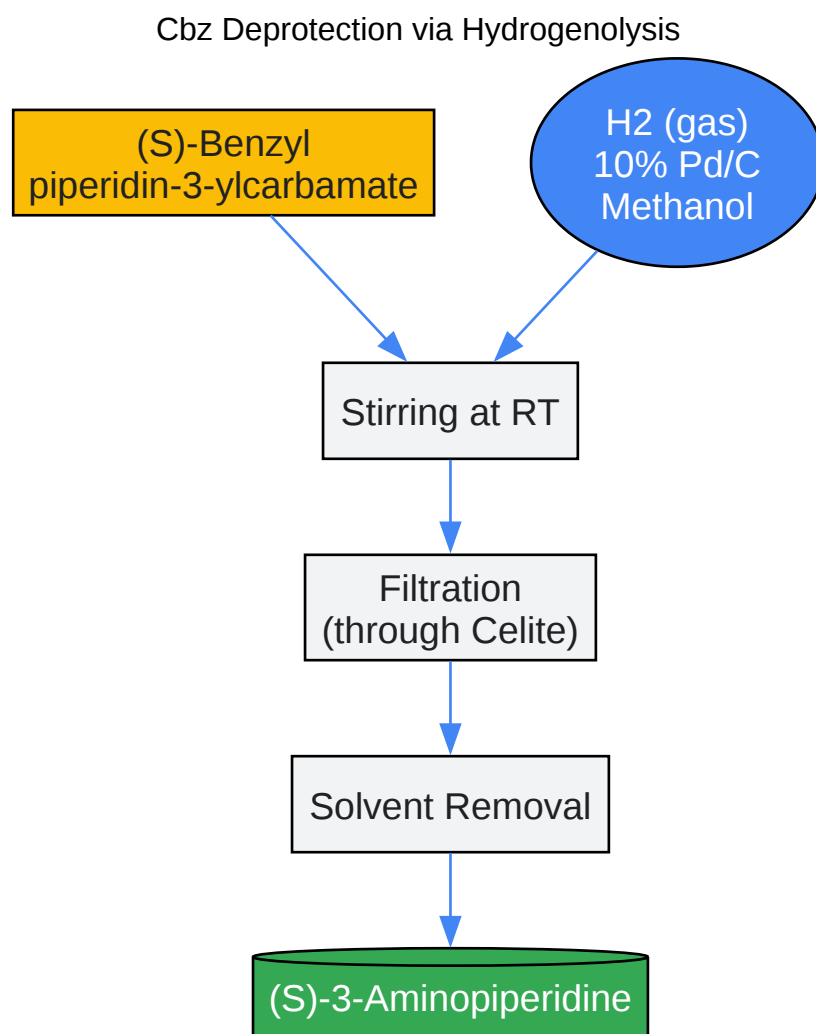 Cbz Deprotection via Hydrogenolysis
(S)-Benzyl
piperidin-3-ylcarbamate
H2 (gas)
10% Pd/C
Methanol
Stirring at RT
Filtration
(through Celite)
Solvent Removal
(S)-3-Aminopiperidine